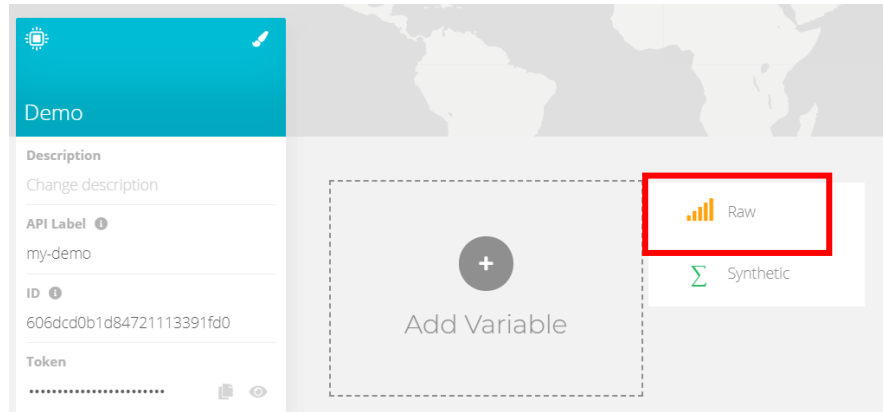 Demo
Description
Change description
API Label
my-demo
ID
606dcd0b1d84721113391fd0
Token
••••••••••••••••••••••••
Add Variable
Raw
Synthetic